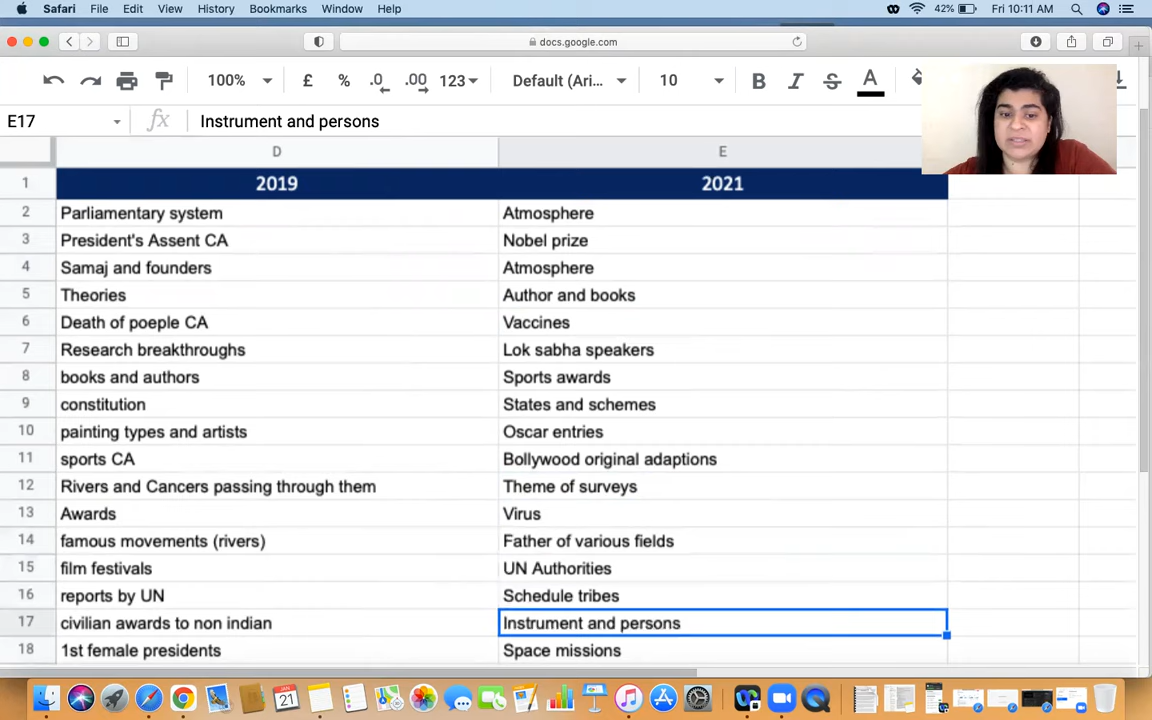 Safari File Edit View History Bookmarks Window Help 42% Fri 10:11 AM
docs.google.com
100% £ % .0 .00 123 Default (Ari... 10 B I S A
E17 fx Instrument and persons
D E
1 2019 2021
2 Parliamentary system Atmosphere
3 President's Assent CA Nobel prize
4 Samaj and founders Atmosphere
5 Theories Author and books
6 Death of poeple CA Vaccines
7 Research breakthroughs Lok sabha speakers
8 books and authors Sports awards
9 constitution States and schemes
10 painting types and artists Oscar entries
11 sports CA Bollywood original adaptions
12 Rivers and Cancers passing through them Theme of surveys
13 Awards Virus
14 famous movements (rivers) Father of various fields
15 film festivals UN Authorities
16 reports by UN Schedule tribes
17 civilian awards to non indian Instrument and persons
18 1st female presidents Space missions
JAN
21